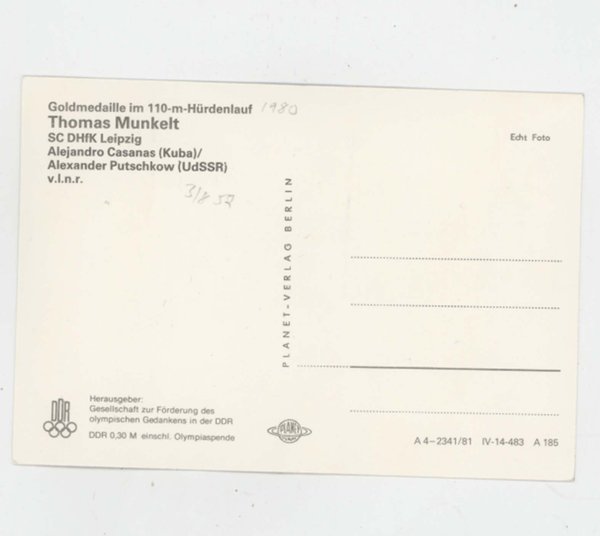 Goldmedaille im 110-m-Hürdenlauf 1980
Thomas Munkelt
SC DHfK Leipzig
Alejandro Casanas (Kuba)/
Alexander Putschkow (UdSSR)
v.l.n.r.
Echt Foto
PLANET-VERLAG BERLIN
DDR
Herausgeber:
Gesellschaft zur Förderung des
olympischen Gedankens in der DDR
DDR 0,30 M einschl. Olympiaspende
PLANET
A 4–2341/81 IV-14-483 A 185